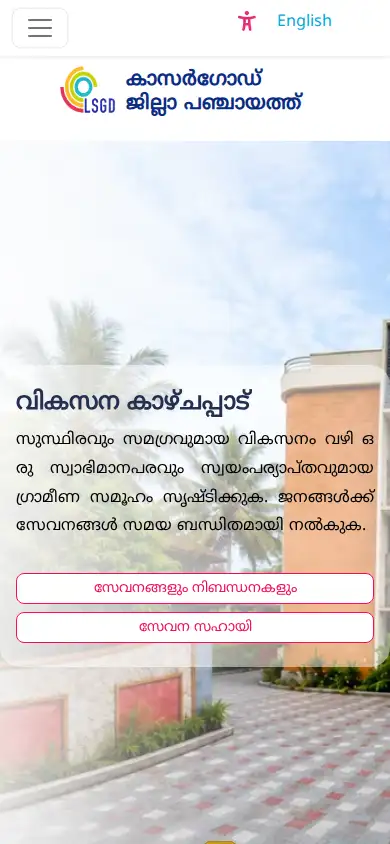 English
LSGD
കാസർഗോഡ്
ജില്ലാ പഞ്ചായത്ത്
വികസന കാഴ്ചപ്പാട്
സുസ്ഥിരവും സമഗ്രവുമായ വികസനം വഴി ഒ
രു സ്വാഭിമാനപരവും സ്വയംപര്യാപ്തവുമായ
ഗ്രാമീണ സമൂഹം സൃഷ്ടിക്കുക. ജനങ്ങൾക്ക്
സേവനങ്ങൾ സമയ ബന്ധിതമായി നൽകുക.
സേവനങ്ങളും നിബന്ധനകളും
സേവന സഹായി